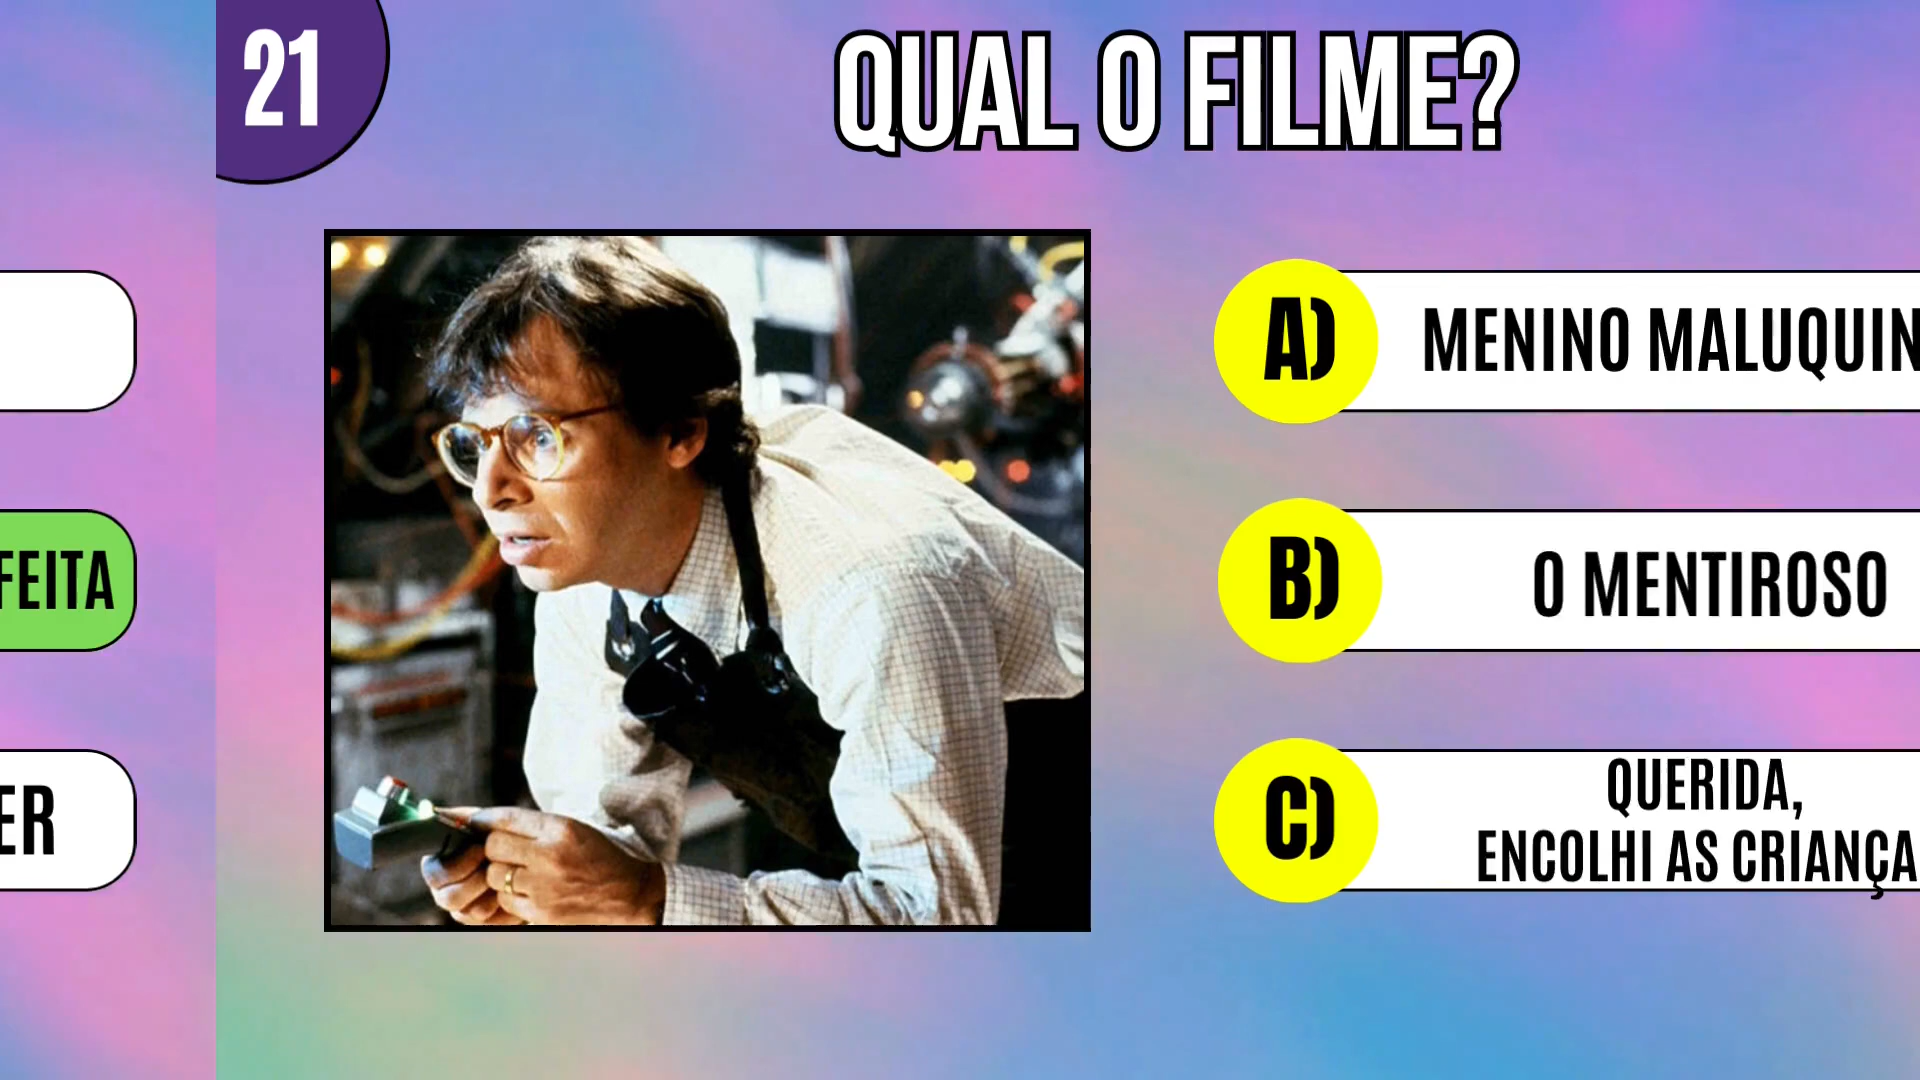 21
QUAL O FILME?
A) MENINO MALUQUIN
FEITA
B) O MENTIROSO
ER
C) QUERIDA,
ENCOLHI AS CRIANÇA